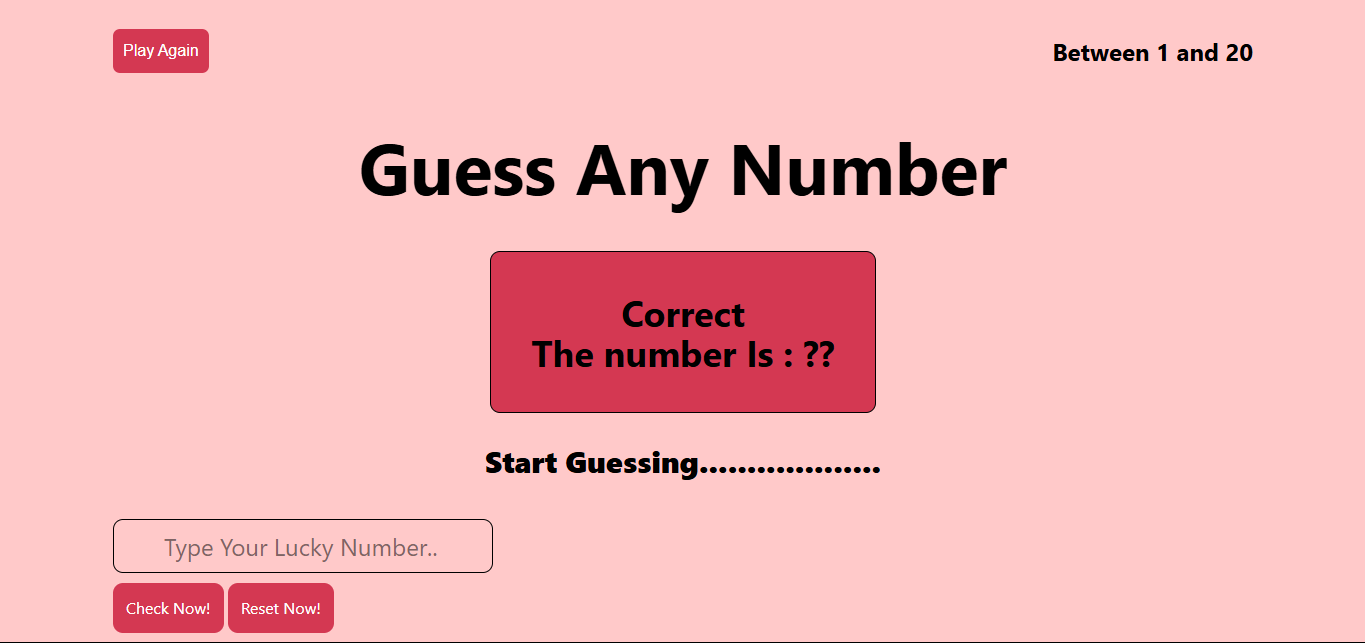 Play Again
Between 1 and 20
Guess Any Number
Correct
The number Is : ??
Start Guessing...................
Type Your Lucky Number..
Check Now! Reset Now!